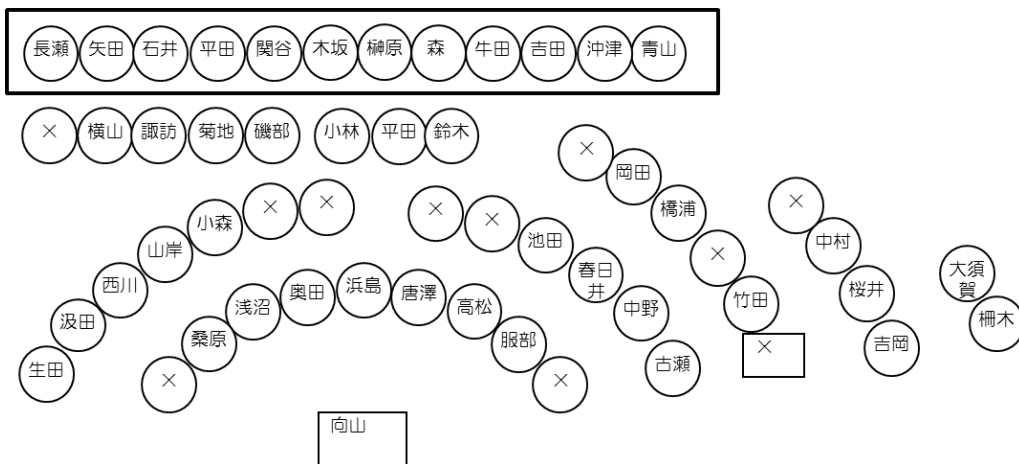 長瀬 矢田 石井 平田 関谷 木坂 榊原 森 牛田 吉田 沖津 青山
× 横山 諏訪 菊地 磯部 小林 平田 鈴木
× 岡田 橋浦 × 竹田 ×
× 中村 桜井 吉岡
大須
賀
柵木
生田 汲田 西川 山岸 小森 × ×
× × 池田
春日
井
中野 古瀬
× 桑原 浅沼 奥田 浜島 唐澤 高松 服部 ×
向山